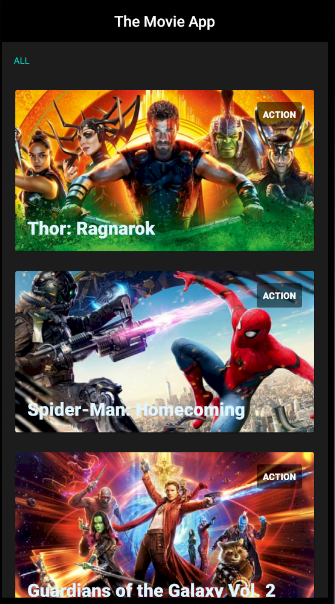 The Movie App
ALL
ACTION
Thor: Ragnarok
ACTION
Spider-Man: Homecoming
ACTION
Guardians of the Galaxy Vol. 2